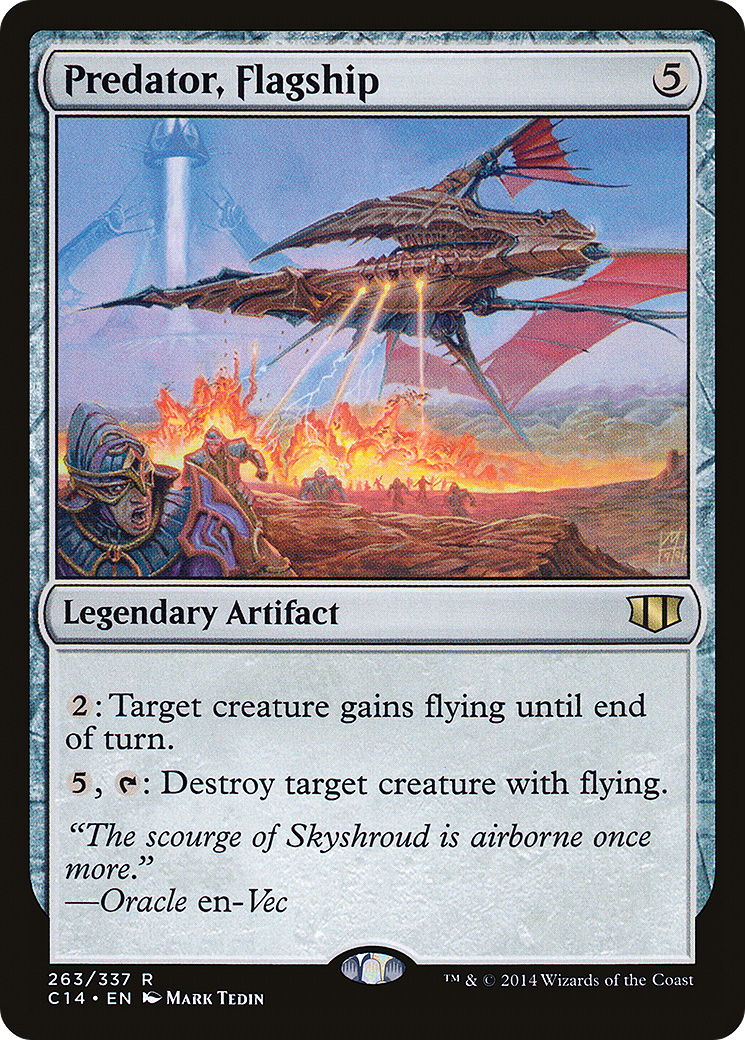 Predator, Flagship 5
Legendary Artifact
2: Target creature gains flying until end
of turn.
5, : Destroy target creature with flying.
“The scourge of Skyshroud is airborne once
more.”
—Oracle en-Vec
263/337 R
C14 • EN Mark Tedin
™ & © 2014 Wizards of the Coast